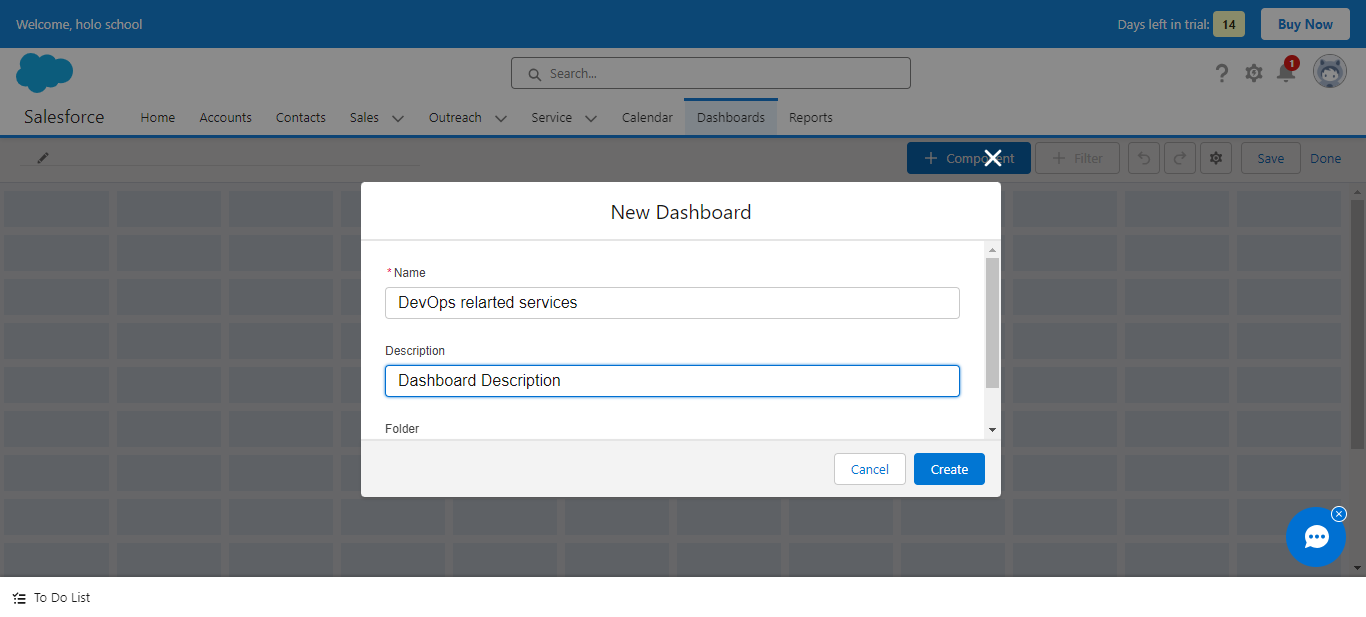 Welcome, holo school
Days left in trial: 14
Buy Now
Search...
1
Salesforce
Home
Accounts
Contacts
Sales
Outreach
Service
Calendar
Dashboards
Reports
+ Component
+ Filter
Save
Done
New Dashboard
* Name
DevOps relarted services
Description
Dashboard Description
Folder
Cancel
Create
To Do List